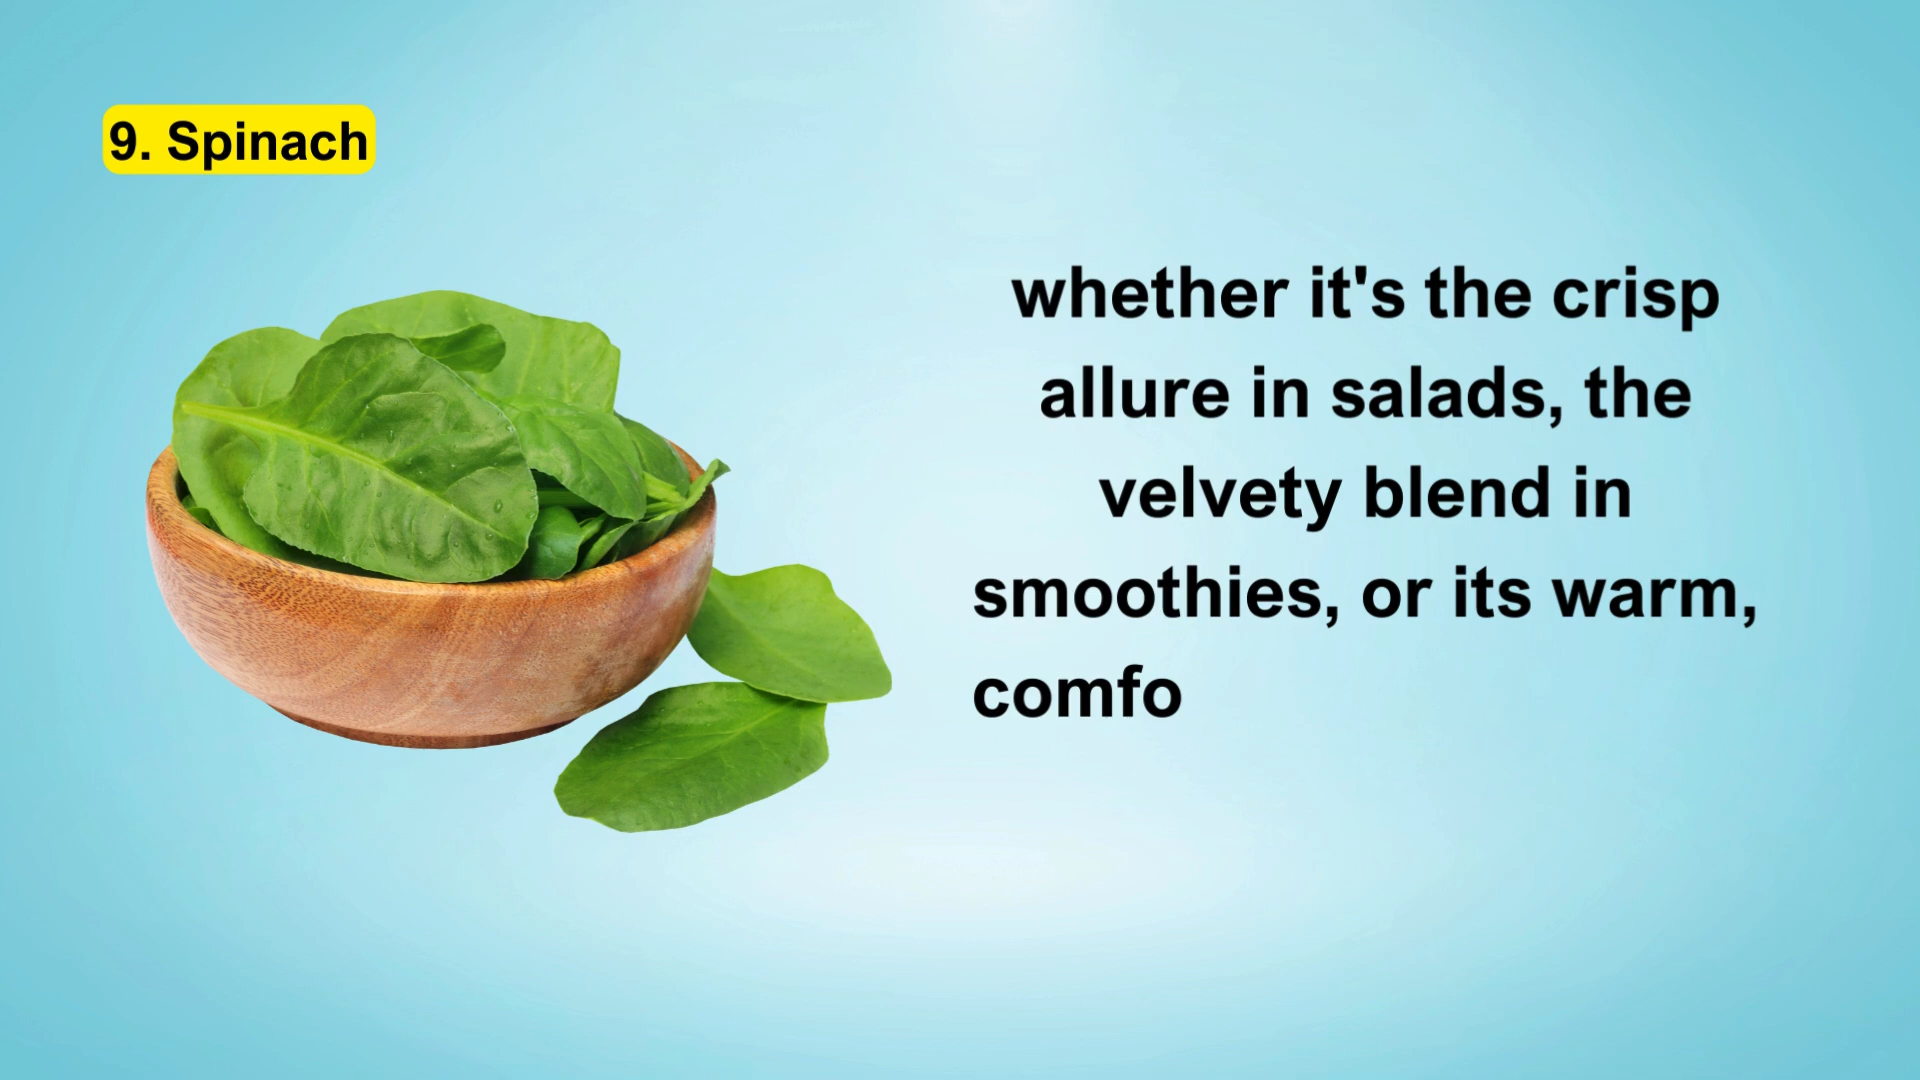 9. Spinach
whether it's the crisp
allure in salads, the
velvety blend in
smoothies, or its warm,
comfo